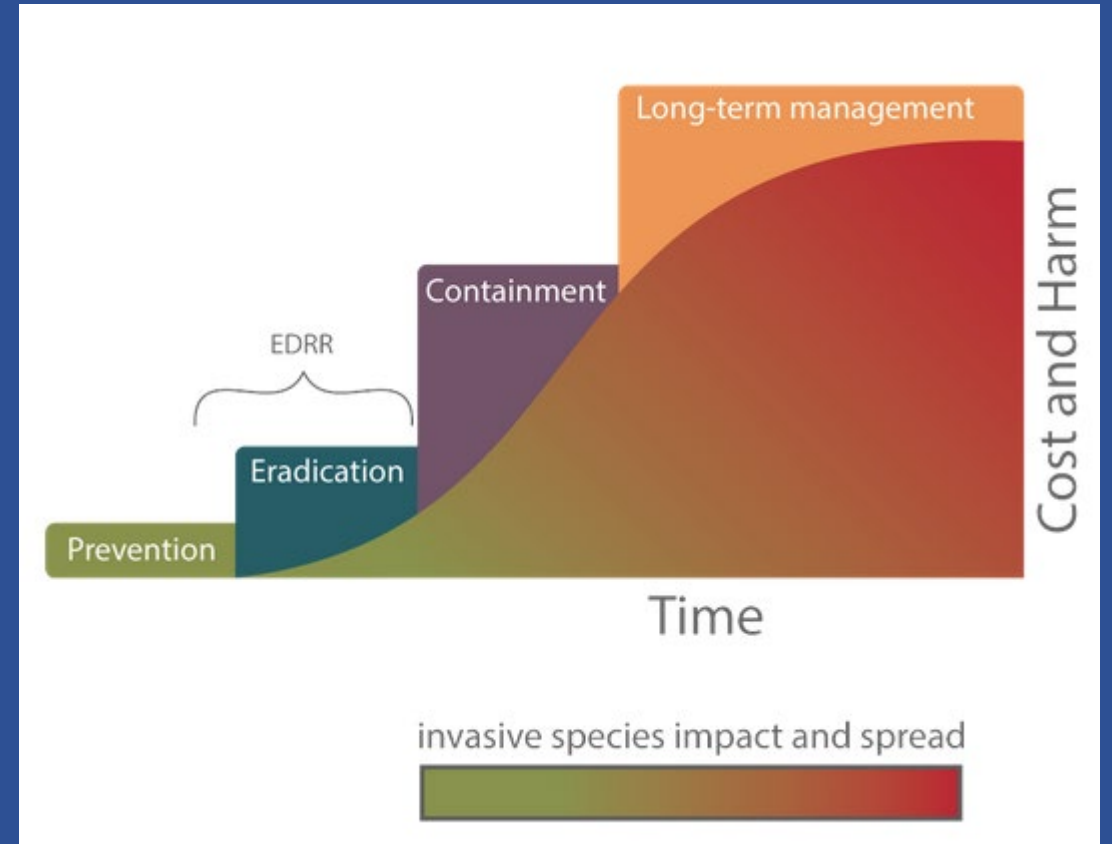 Long-term management
Containment
EDRR
Eradication
Prevention
Cost and Harm
Time
invasive species impact and spread